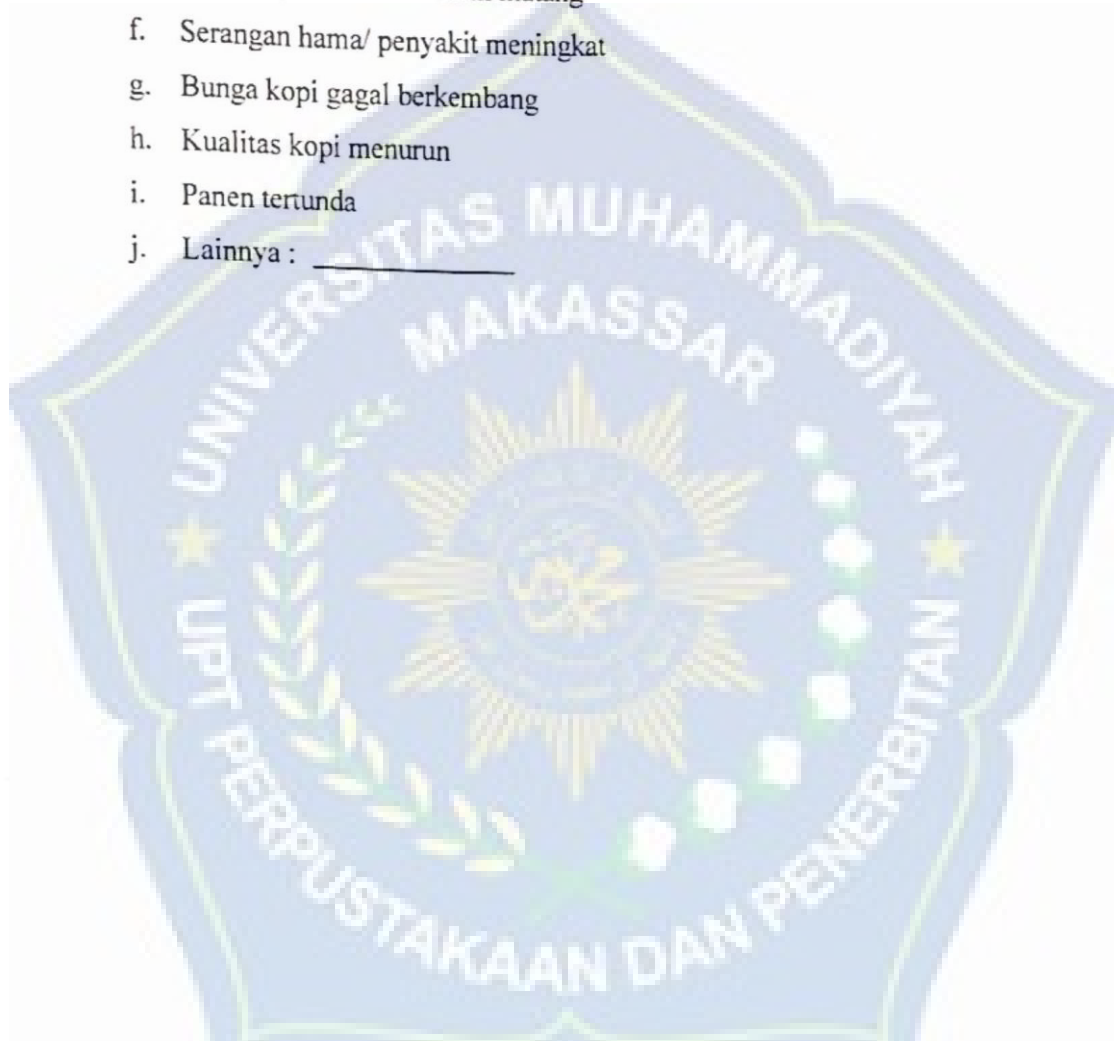 f. Serangan hama/ penyakit meningkat
g. Bunga kopi gagal berkembang
h. Kualitas kopi menurun
i. Panen tertunda
j. Lainnya : ____________
UNIVERSITAS MUHAMMADIYAH
MAKASSAR
UPT PERPUSTAKAAN DAN PENERBITAN